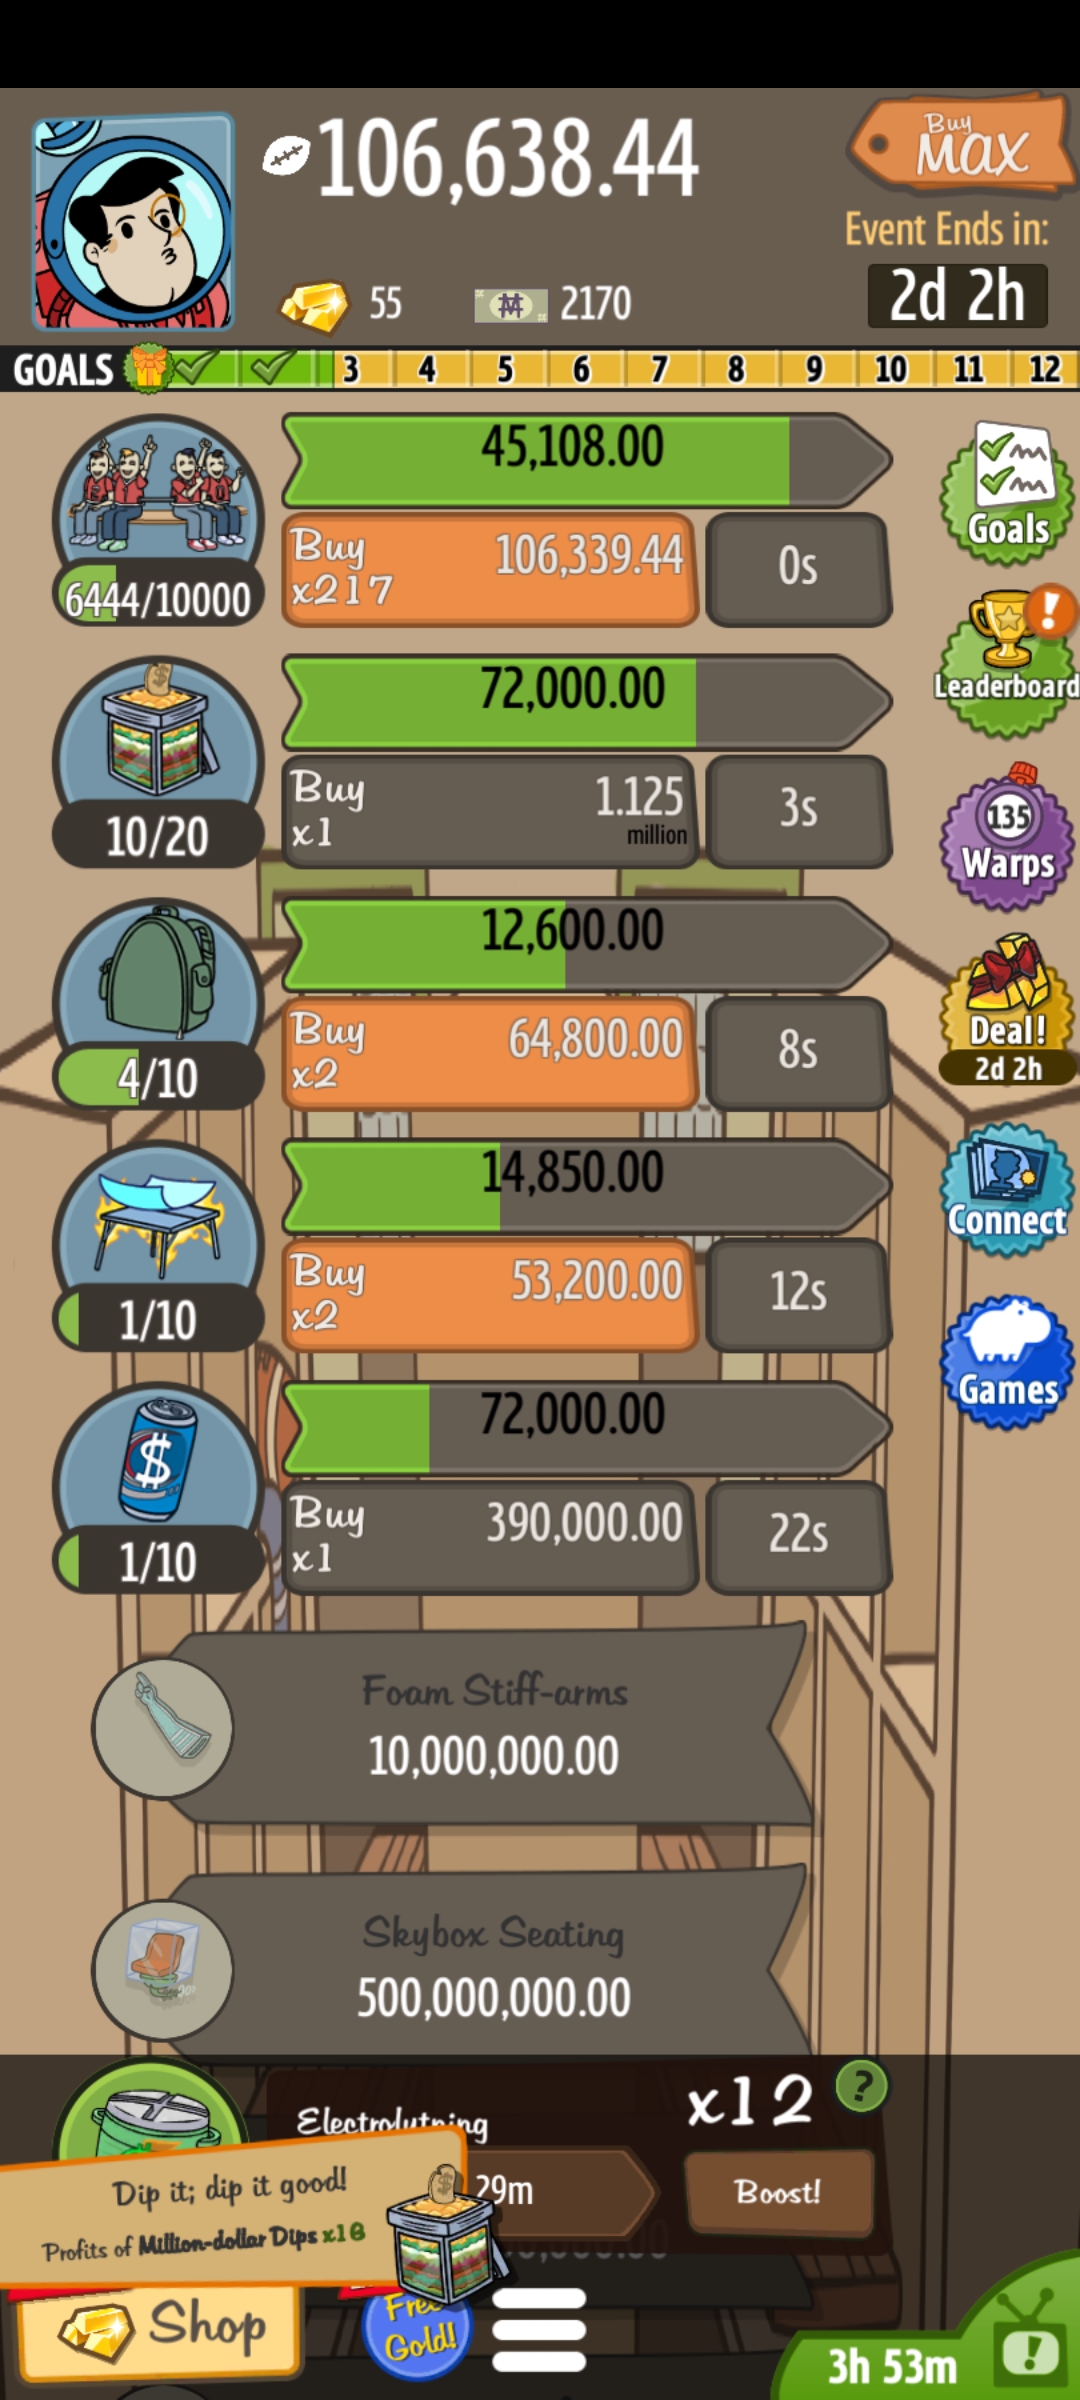 106,638.44
Buy
MAX
Event Ends in:
2d 2h
55
2170
GOALS 3 4 5 6 7 8 9 10 11 12
45,108.00
Buy
x217
106,339.44
0s
6444/10000
Goals
Leaderboard
72,000.00
Buy
x1
1.125
million
3s
10/20
135
Warps
12,600.00
Buy
x2
64,800.00
8s
4/10
Deal!
2d 2h
14,850.00
Buy
x2
53,200.00
12s
1/10
Connect
72,000.00
Buy
x1
390,000.00
22s
1/10
Games
Foam Stiff-arms
10,000,000.00
Skybox Seating
500,000,000.00
x12
?
29m
Boost!
Dip it; dip it good!
Profits of Million-dollar Dips x18
Shop
Free
Gold!
3h 53m